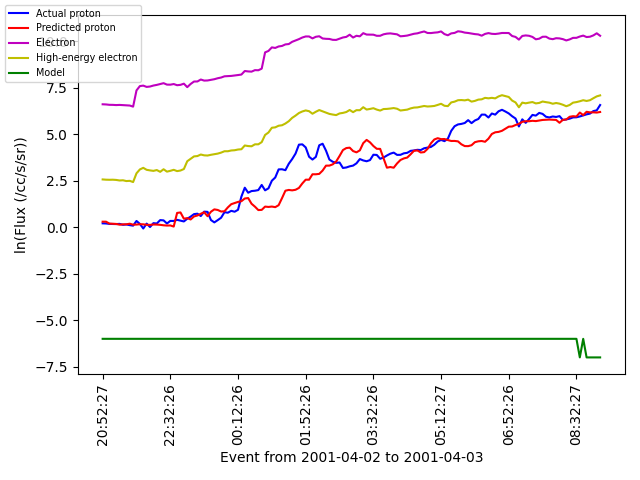 Actual proton
Predicted proton
Electron
High-energy electron
Model
7.5
5.0
2.5
0.0
−2.5
−5.0
−7.5
ln(Flux (/cc/s/sr))
20:52:27
22:32:26
00:12:26
01:52:26
03:32:26
05:12:27
06:52:26
08:32:27
Event from 2001-04-02 to 2001-04-03